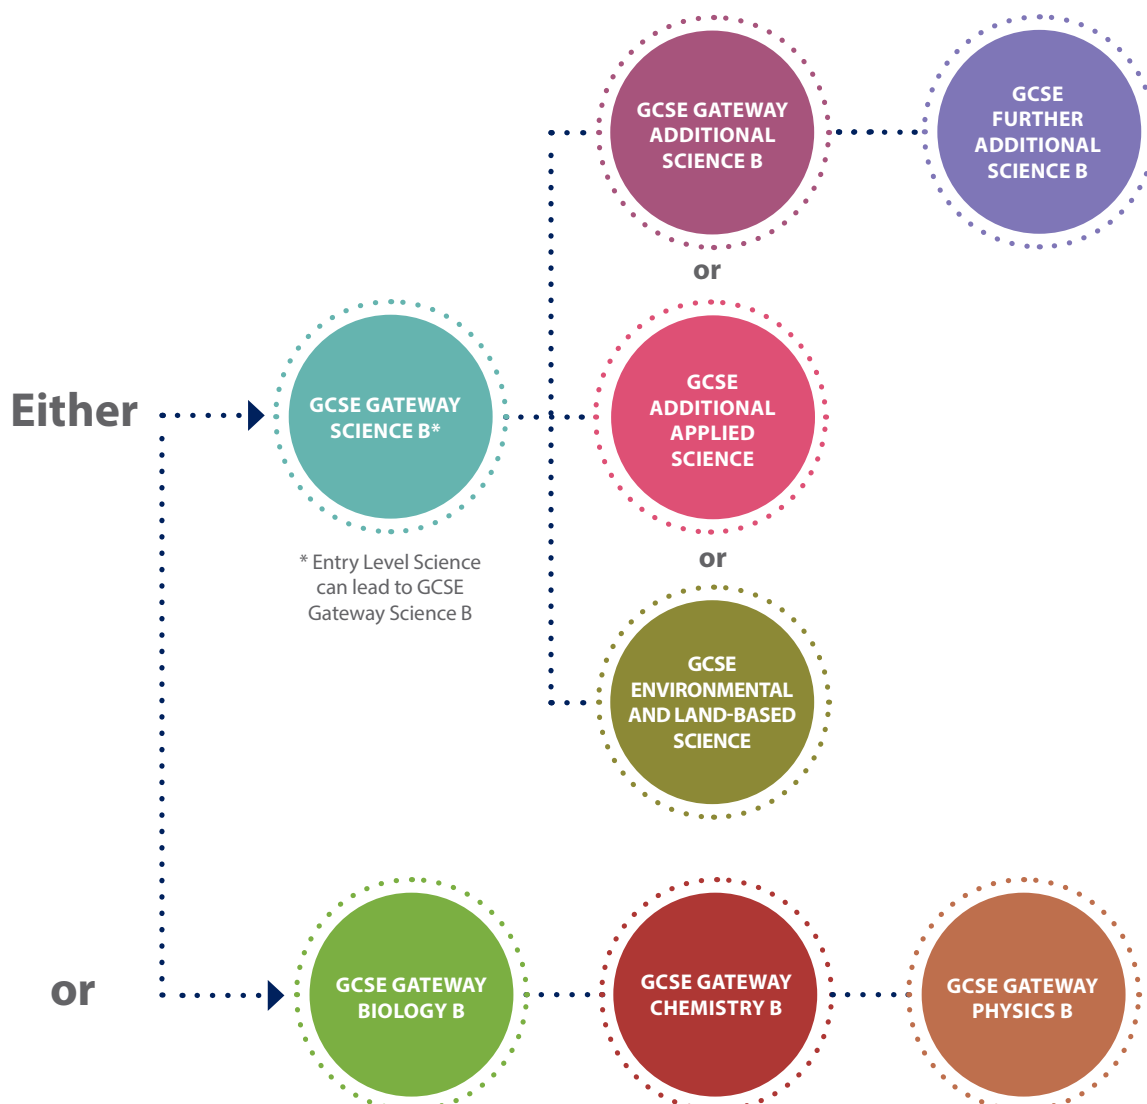 GCSE GATEWAY
ADDITIONAL
SCIENCE B
GCSE
FURTHER
ADDITIONAL
SCIENCE B
or
Either
GCSE GATEWAY
SCIENCE B*
GCSE
ADDITIONAL
APPLIED
SCIENCE
* Entry Level Science
can lead to GCSE
Gateway Science B
or
GCSE
ENVIRONMENTAL
AND LAND-BASED
SCIENCE
or
GCSE GATEWAY
BIOLOGY B
GCSE GATEWAY
CHEMISTRY B
GCSE GATEWAY
PHYSICS B